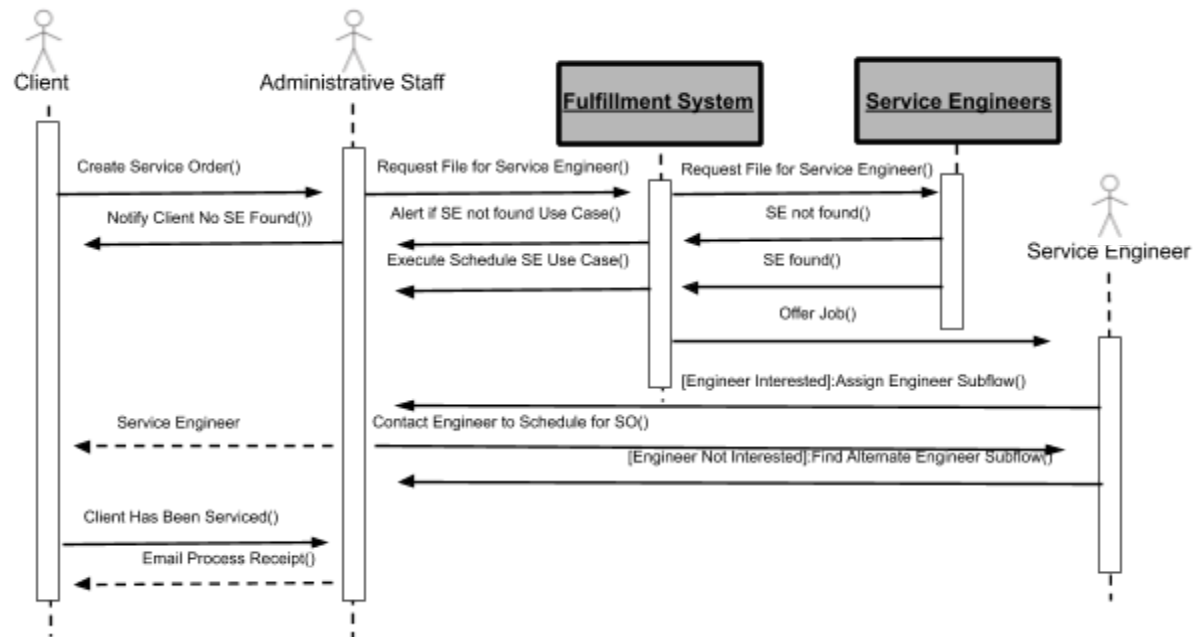 Client
Administrative Staff
Fulfillment System
Service Engineers
Create Service Order()
Request File for Service Engineer()
Request File for Service Engineer()
Notify Client No SE Found())
Alert if SE not found Use Case()
SE not found()
Execute Schedule SE Use Case()
SE found()
Service Engineer
Offer Job()
[Engineer Interested]:Assign Engineer Subflow()
Service Engineer
Contact Engineer to Schedule for SO()
[Engineer Not Interested]:Find Alternate Engineer Subflow()
Client Has Been Serviced()
Email Process Receipt()